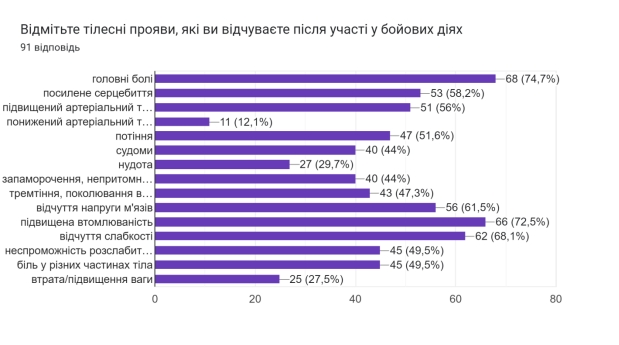 Відмітьте тілесні прояви, які ви відчуваєте після участі у бойових діях
91 відповідь
головні болі 68 (74,7%)
посилене серцебиття 53 (58,2%)
підвищений артеріальний т… 51 (56%)
понижений артеріальний т… 11 (12,1%)
потіння 47 (51,6%)
судоми 40 (44%)
нудота 27 (29,7%)
запаморочення, непритомн… 40 (44%)
тремтіння, поколювання в… 43 (47,3%)
відчуття напруги м'язів 56 (61,5%)
підвищена втомлюваність 66 (72,5%)
відчуття слабкості 62 (68,1%)
неспроможність розслабит… 45 (49,5%)
біль у різних частинах тіла 45 (49,5%)
втрата/підвищення ваги 25 (27,5%)
0 20 40 60 80